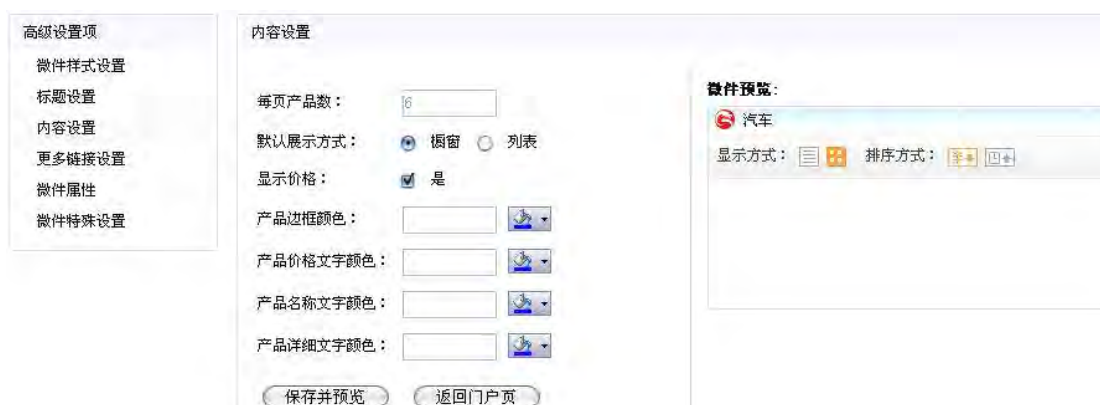 高级设置项
微件样式设置
标题设置
内容设置
更多链接设置
微件属性
微件特殊设置
内容设置
每页产品数：
6
默认展示方式：
橱窗
列表
显示价格：
是
产品边框颜色：
产品价格文字颜色：
产品名称文字颜色：
产品详细文字颜色：
保存并预览
返回门户页
微件预览:
汽车
显示方式：
排序方式：